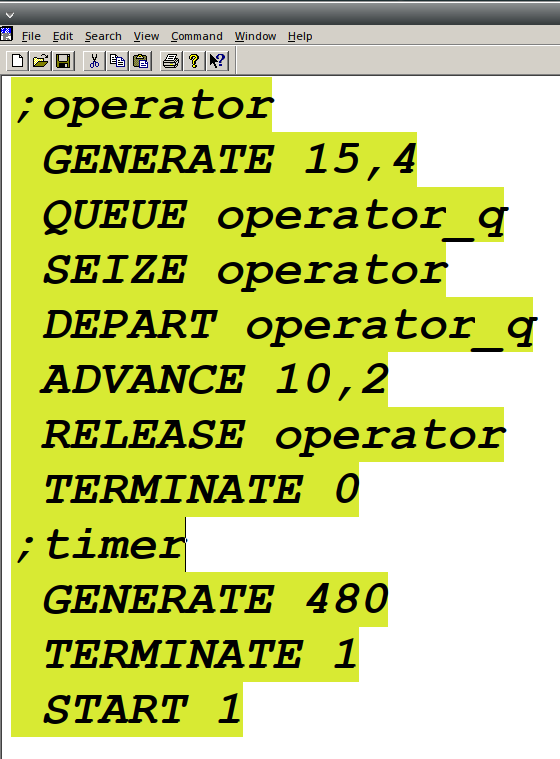 File Edit Search View Command Window Help
;operator
GENERATE 15,4
QUEUE operator_q
SEIZE operator
DEPART operator_q
ADVANCE 10,2
RELEASE operator
TERMINATE 0
;timer
GENERATE 480
TERMINATE 1
START 1